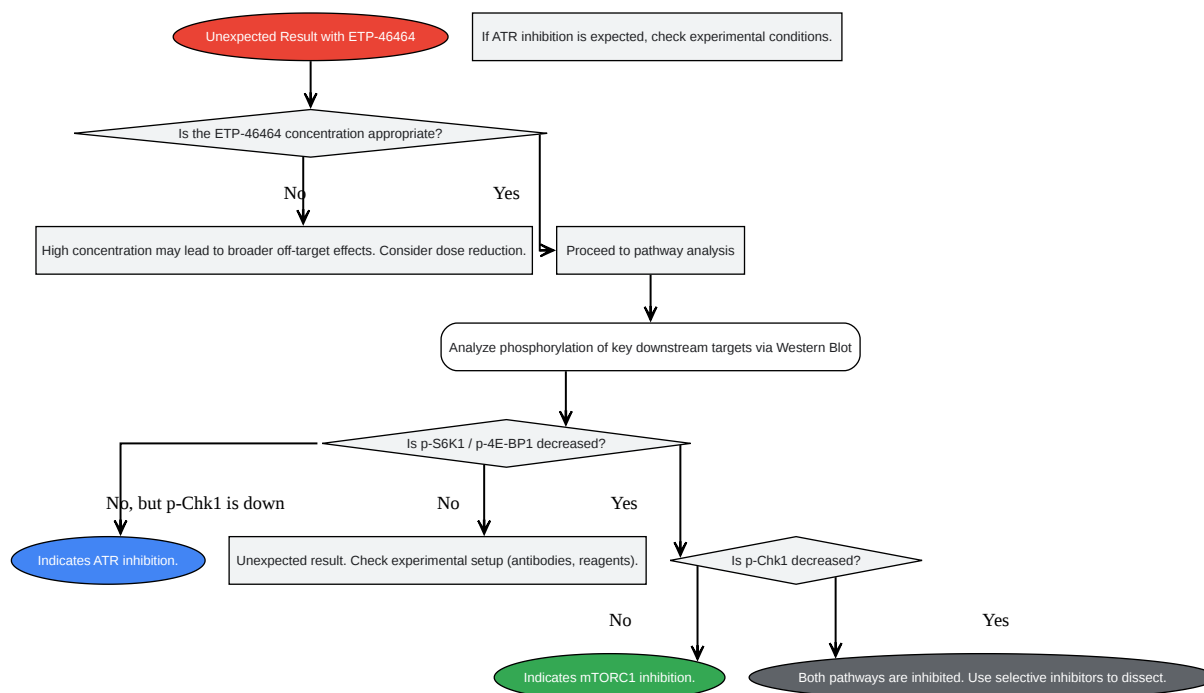 Unexpected Result with ETP-46464
If ATR inhibition is expected, check experimental conditions.
Is the ETP-46464 concentration appropriate?
No
Yes
High concentration may lead to broader off-target effects. Consider dose reduction.
Proceed to pathway analysis
Analyze phosphorylation of key downstream targets via Western Blot
Is p-S6K1 / p-4E-BP1 decreased?
No, but p-Chk1 is down
No
Yes
Indicates ATR inhibition.
Unexpected result. Check experimental setup (antibodies, reagents).
Is p-Chk1 decreased?
No
Yes
Indicates mTORC1 inhibition.
Both pathways are inhibited. Use selective inhibitors to dissect.